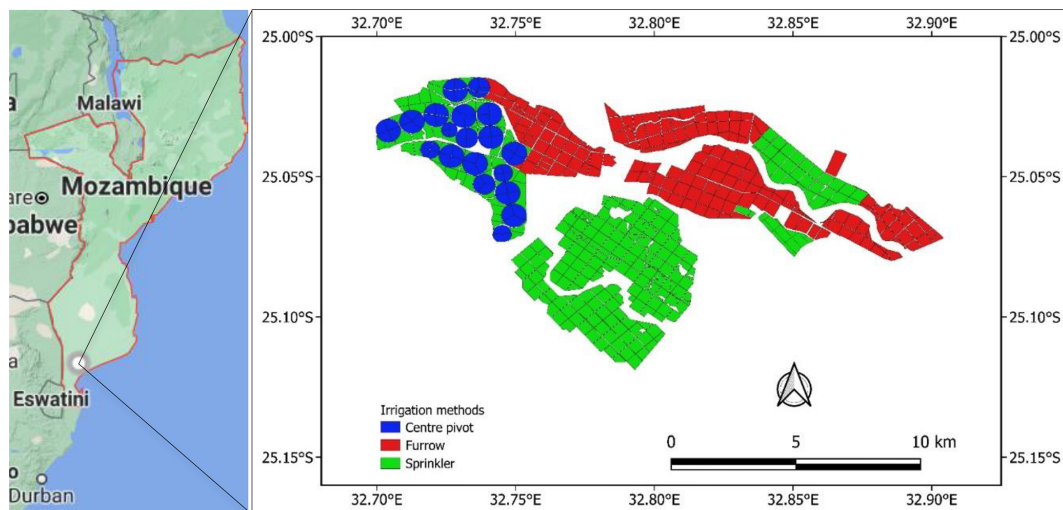 Malawi
a
Mozambique
are
babwe
a
Eswatini
o
Durban
32.70°E
32.75°E
32.80°E
32.85°E
32.90°E
25.00°S
25.00°S
25.05°S
25.05°S
25.10°S
25.10°S
25.15°S
25.15°S
Irrigation methods
Centre pivot
Furrow
Sprinkler
0
5
10 km
32.70°E
32.75°E
32.80°E
32.85°E
32.90°E